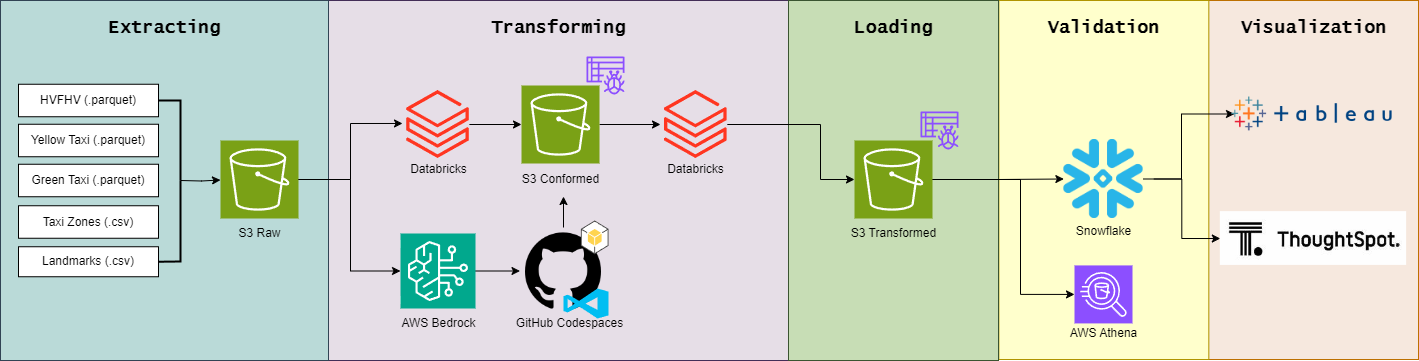 Extracting
Transforming
Loading
Validation
Visualization
HVFHV (.parquet)
Yellow Taxi (.parquet)
Green Taxi (.parquet)
Taxi Zones (.csv)
Landmarks (.csv)
S3 Raw
Databricks
S3 Conformed
Databricks
AWS Bedrock
GitHub Codespaces
S3 Transformed
Snowflake
AWS Athena
+ableau
T.
ThoughtSpot.